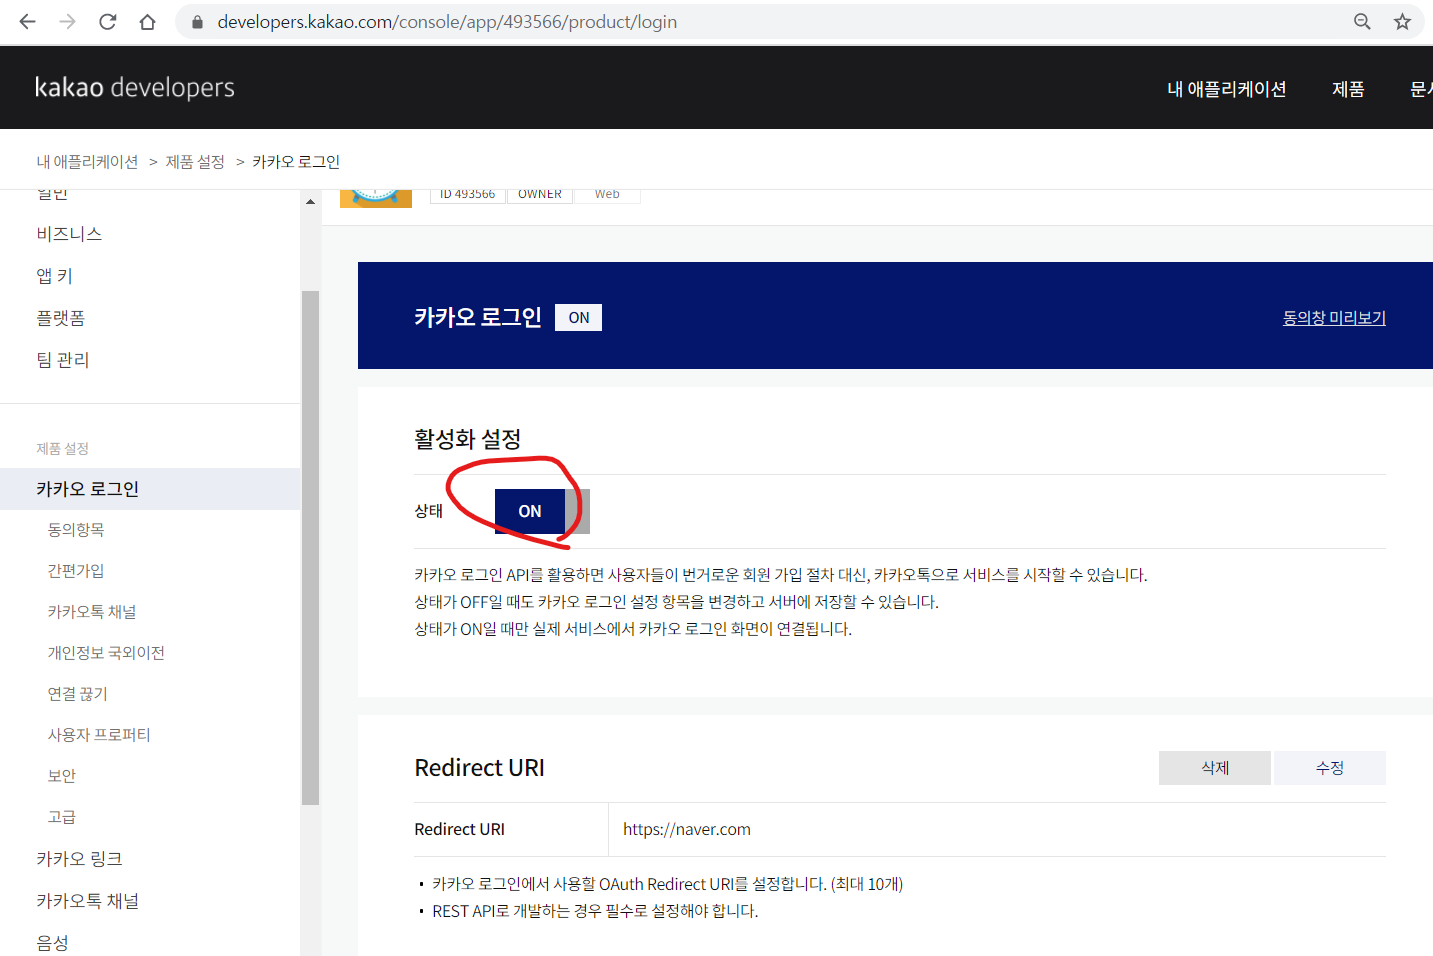 developers.kakao.com/console/app/493566/product/login
kakao developers
내 애플리케이션
제품
내 애플리케이션 > 제품 설정 > 카카오 로그인
일반
비즈니스
앱 키
플랫폼
팀 관리
제품 설정
카카오 로그인
동의항목
간편가입
카카오톡 채널
개인정보 국외이전
연결 끊기
사용자 프로퍼티
보안
고급
카카오 링크
카카오톡 채널
음성
ID 493566 OWNER Web
카카오 로그인 ON
동의창 미리보기
활성화 설정
상태 ON
카카오 로그인 API를 활용하면 사용자들이 번거로운 회원 가입 절차 대신, 카카오톡으로 서비스를 시작할 수 있습니다.
상태가 OFF일 때도 카카오 로그인 설정 항목을 변경하고 서버에 저장할 수 있습니다.
상태가 ON일 때만 실제 서비스에서 카카오 로그인 화면이 연결됩니다.
Redirect URI
삭제
수정
Redirect URI https://naver.com
• 카카오 로그인에서 사용할 OAuth Redirect URI를 설정합니다. (최대 10개)
• REST API로 개발하는 경우 필수로 설정해야 합니다.